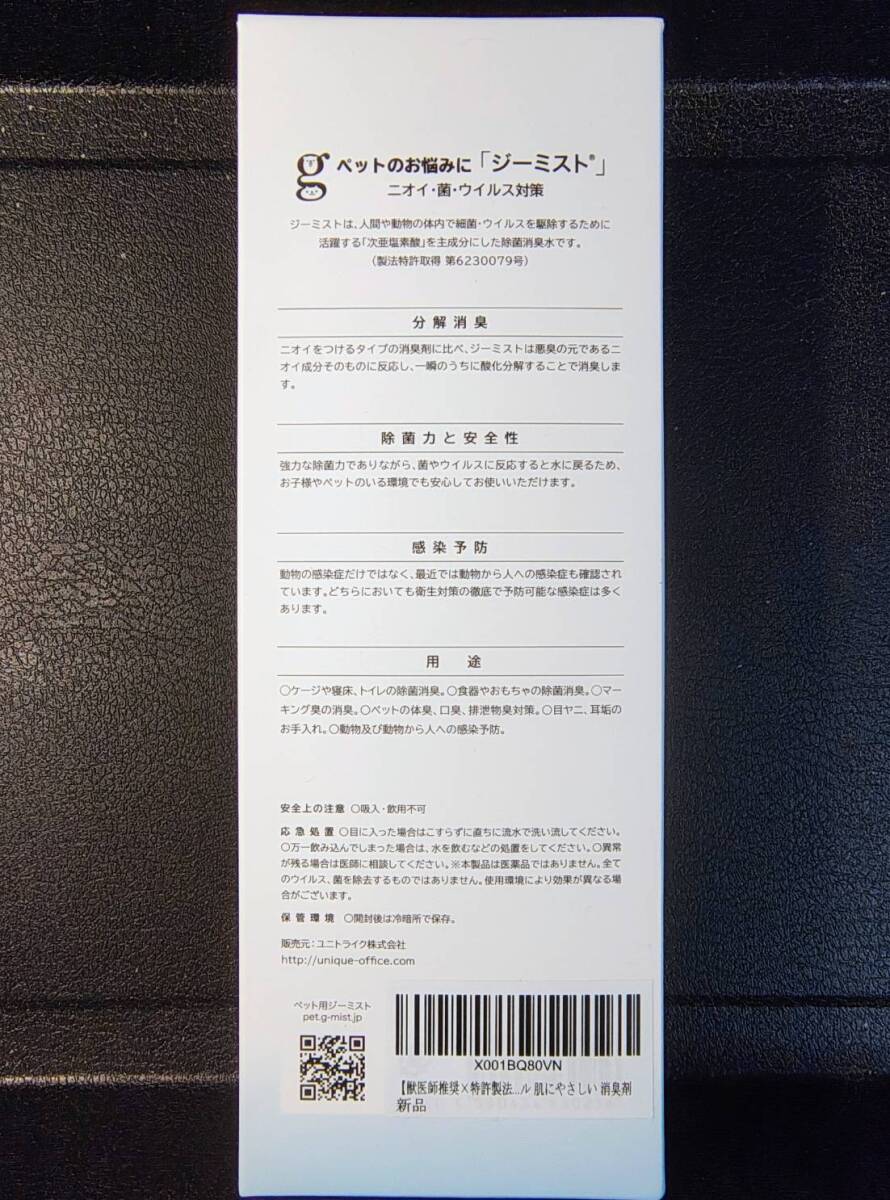 g ペットのお悩みに「ジーミスト®」
ニオイ・菌・ウイルス対策
ジーミストは、人間や動物の体内で細菌・ウイルスを駆除するために
活躍する「次亜塩素酸」を主成分にした除菌消臭水です。
(製法特許取得 第6230079号)
分解消臭
ニオイをつけるタイプの消臭剤に比べ、ジーミストは悪臭の元であるニ
オイ成分そのものに反応し、一瞬のうちに酸化分解することで消臭しま
す。
除菌力と安全性
強力な除菌力でありながら、菌やウイルスに反応すると水に戻るため、
お子様やペットのいる環境でも安心してお使いいただけます。
感染予防
動物の感染症だけではなく、最近では動物から人への感染症も確認され
ています。どちらにおいても衛生対策の徹底で予防可能な感染症は多く
あります。
用 途
○ケージや寝床、トイレの除菌消臭。○食器やおもちゃの除菌消臭。○マー
キング臭の消臭。○ペットの体臭、口臭、排泄物臭対策。○目ヤニ、耳垢の
お手入れ。○動物及び動物から人への感染予防。
安全上の注意 ○吸入・飲用不可
応急処置 ○目に入った場合はこすらずに直ちに流水で洗い流してください。
○万一飲み込んでしまった場合は、水を飲むなどの処置をしてください。○異常
が残る場合は医師に相談してください。※本製品は医薬品ではありません。全て
のウイルス、菌を除去するものではありません。使用環境により効果が異なる場
合がございます。
保管環境 ○開封後は冷暗所で保存。
販売元:ユニトライク株式会社
http://unique-office.com
ペット用ジーミスト
pet.g-mist.jp
X001BQ80VN
【獣医師推奨×特許製法...ル 肌にやさしい 消臭剤
新品